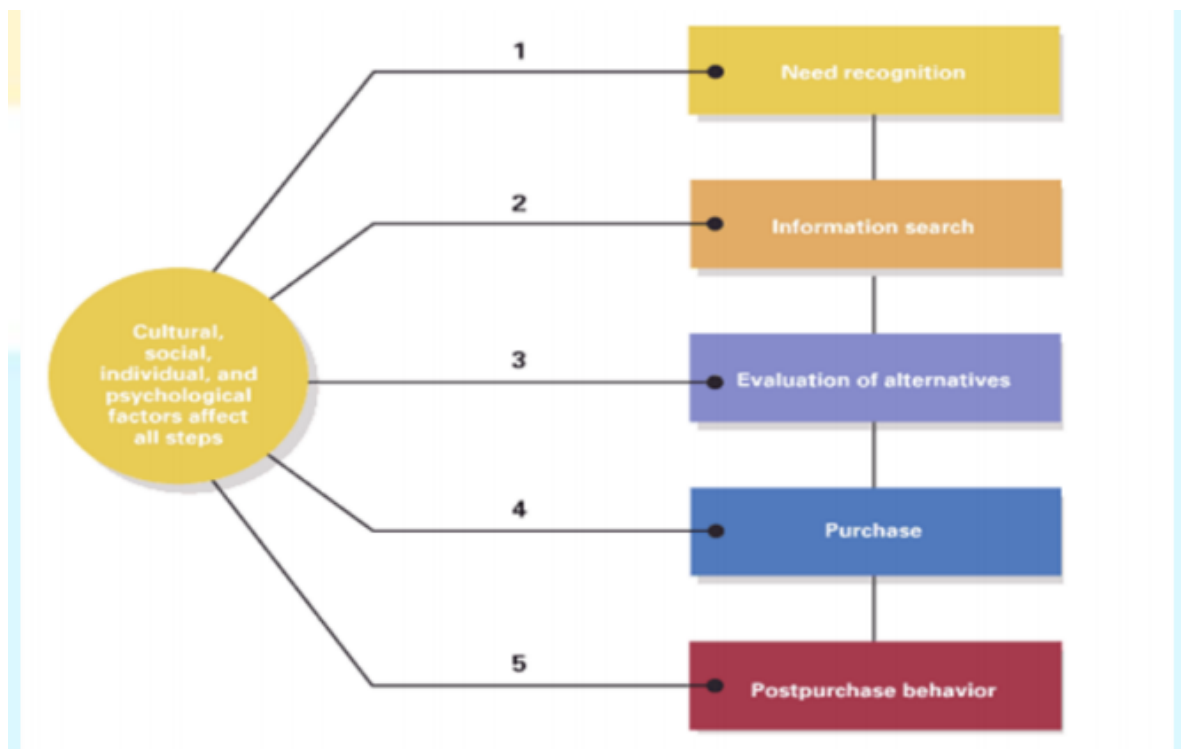 1
Need recognition
2
Information search
Cultural,
social,
individual, and
psychological
factors affect
all steps
3
Evaluation of alternatives
4
Purchase
5
Postpurchase behavior